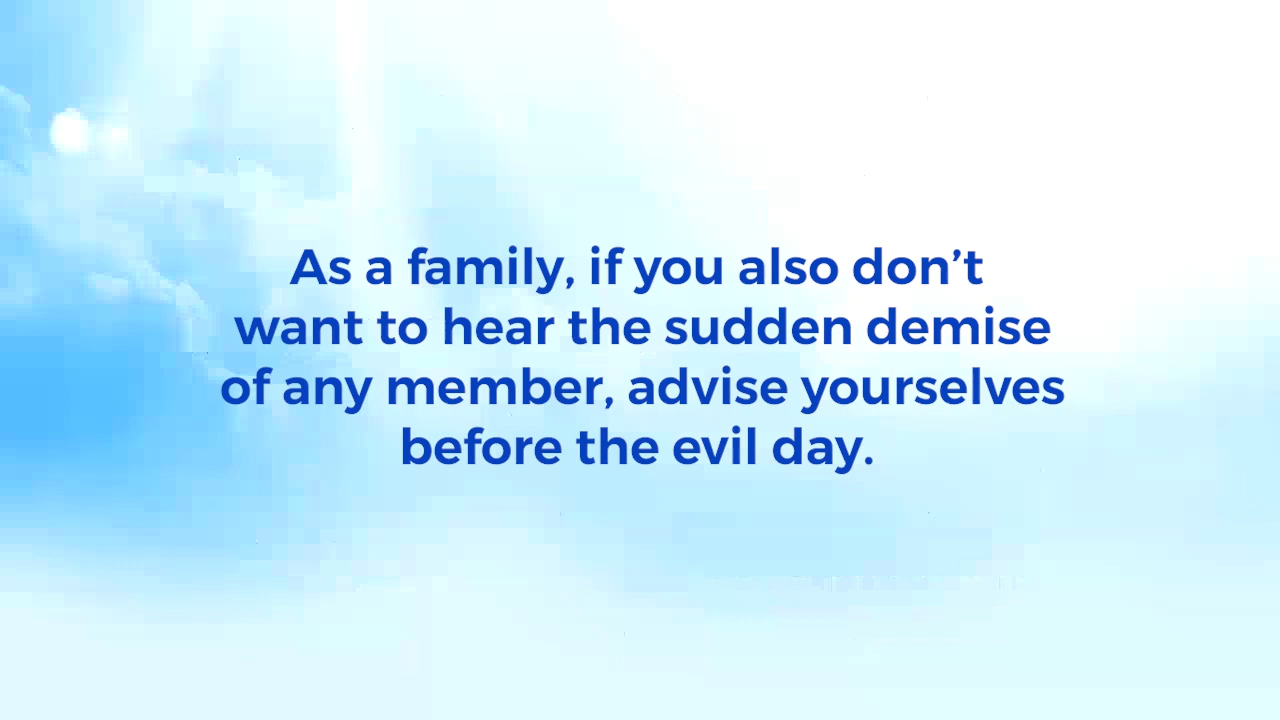 As a family, if you also don’t
want to hear the sudden demise
of any member, advise yourselves
before the evil day.